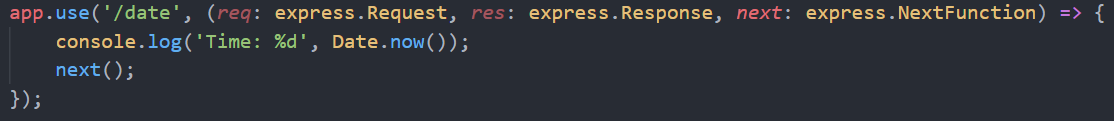 app.use('/date', (req: express.Request, res: express.Response, next: express.NextFunction) => {
    console.log('Time: %d', Date.now());
    next();
});